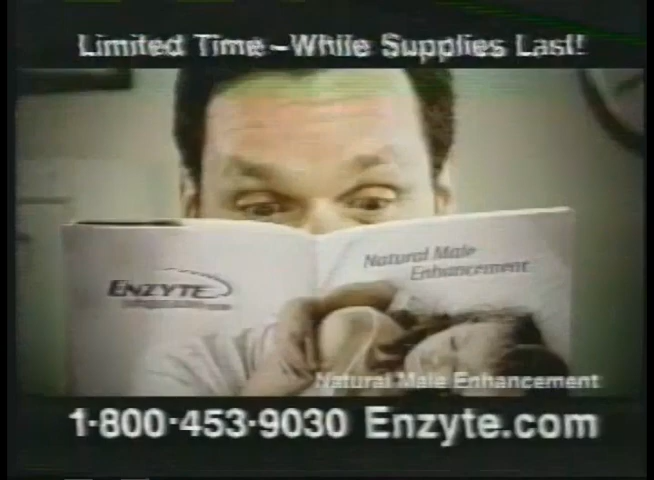 Limited Time - While Supplies Last!
Natural Male
Enhancement
ENZYTE
Natural Male Enhancement
1-800-453-9030 Enzyte.com